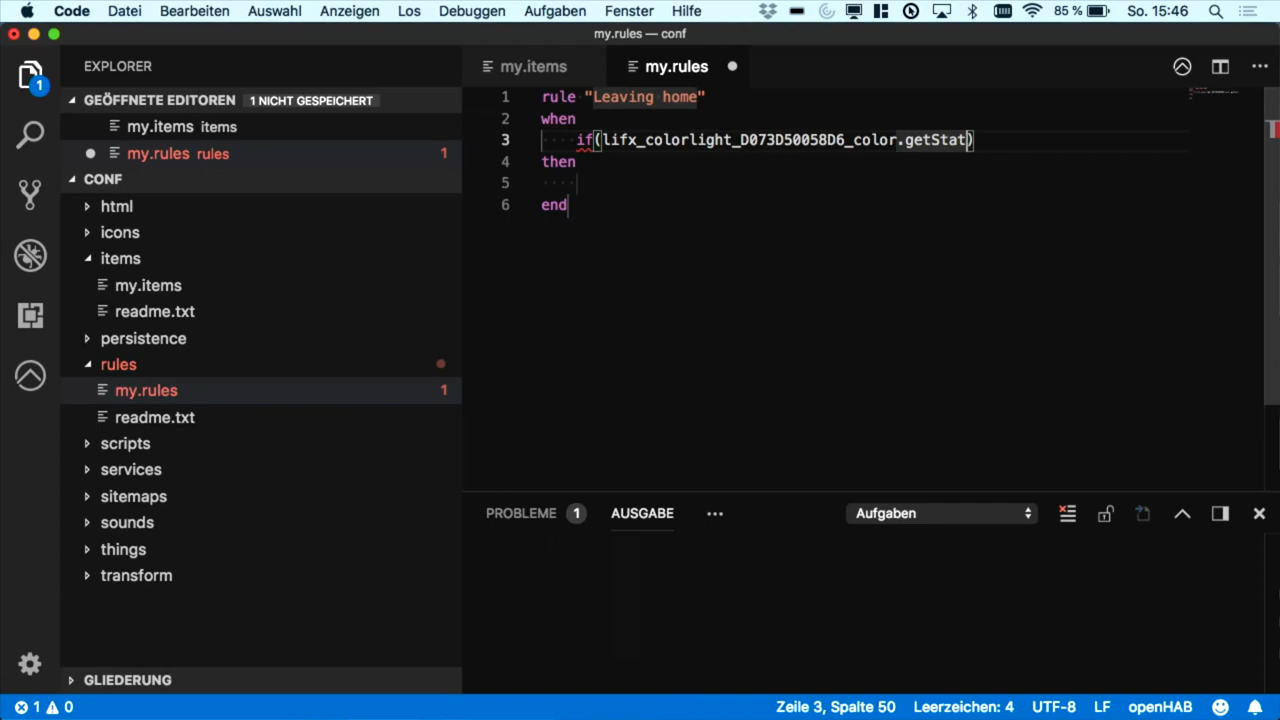 Code Datei Bearbeiten Auswahl Anzeigen Los Debuggen Aufgaben Fenster Hilfe 85 % So. 15:46
my.rules — conf
EXPLORER
GEÖFFNETE EDITOREN 1 NICHT GESPEICHERT
my.items items
my.rules rules 1
CONF
html
icons
items
my.items
readme.txt
persistence
rules
my.rules 1
readme.txt
scripts
services
sitemaps
sounds
things
transform
GLIEDERUNG
1
my.items my.rules
1 rule "Leaving home"
2 when
3 if(lifx_colorlight_D073D50058D6_color.getStat)
4 then
5
6 end
PROBLEME 1 AUSGABE Aufgaben
1 0 Zeile 3, Spalte 50 Leerzeichen: 4 UTF-8 LF openHAB